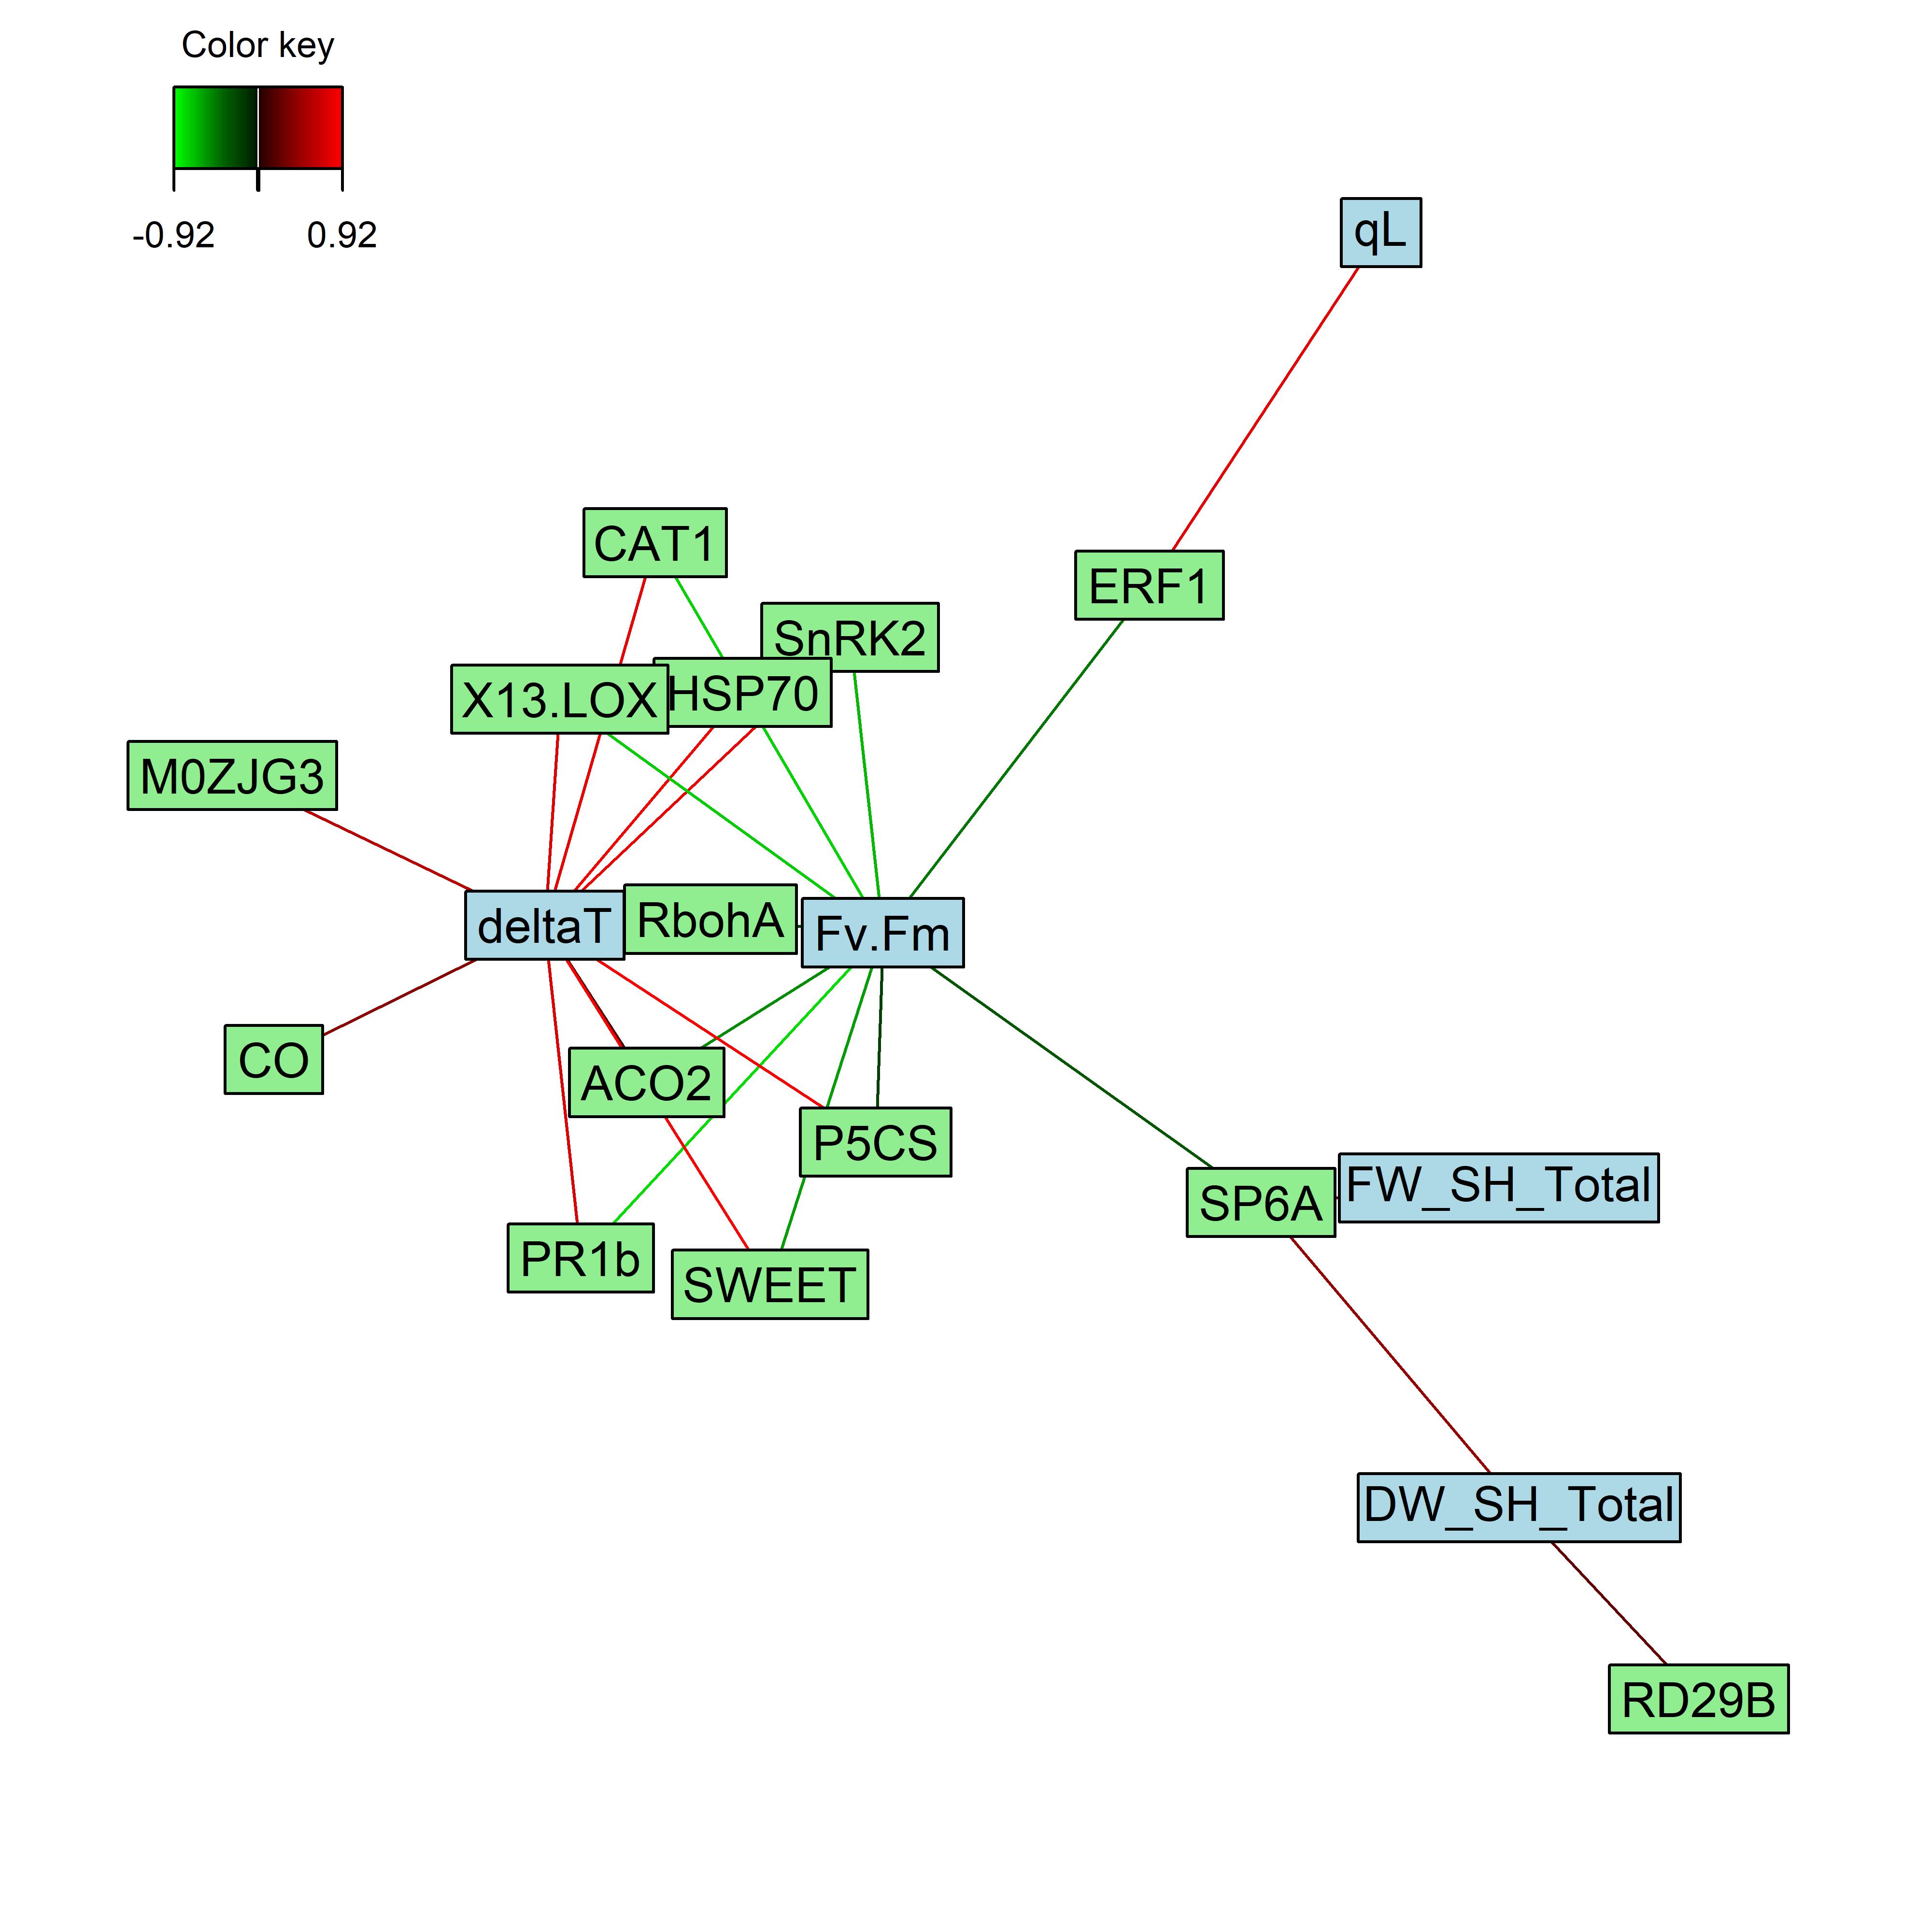 Color key
-0.92 0.92
qL
CAT1
ERF1
SnRK2
HSP70
X13.LOX
M0ZJG3
deltaT
RbohA
Fv.Fm
CO
ACO2
P5CS
SP6A
FW_SH_Total
PR1b
SWEET
DW_SH_Total
RD29B